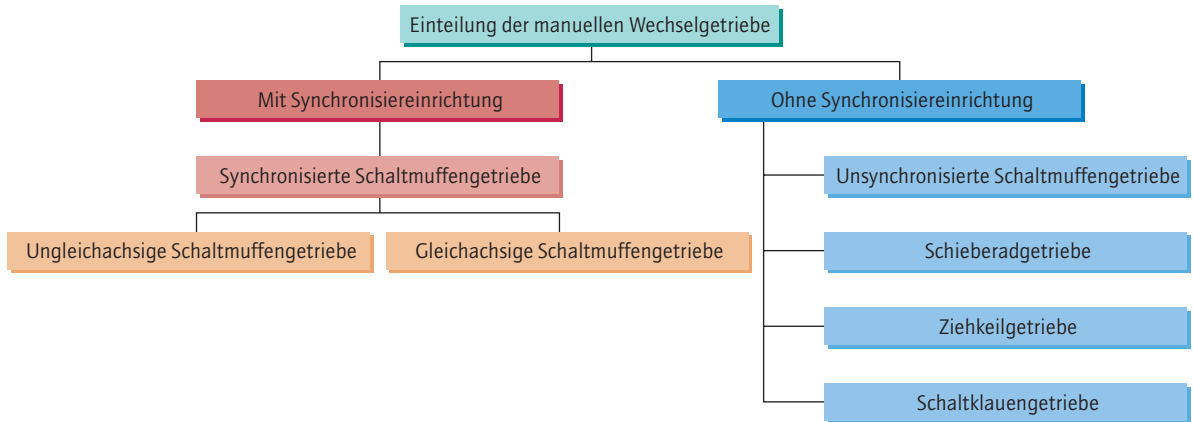 Einteilung der manuellen Wechselgetriebe
Mit Synchronisiereinrichtung
Ohne Synchronisiereinrichtung
Synchronisierte Schaltmuffengetriebe
Unsynchronisierte Schaltmuffengetriebe
Ungleichachsige Schaltmuffengetriebe
Gleichachsige Schaltmuffengetriebe
Schieberadgetriebe
Ziehkeilgetriebe
Schaltklauengetriebe